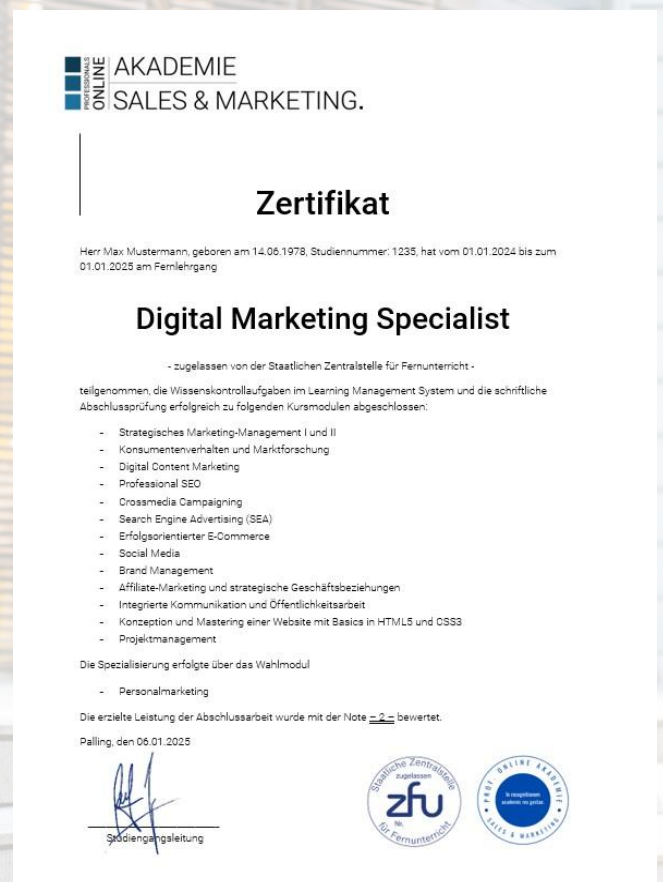 PROFESSIONALS
ONLINE
AKADEMIE
SALES & MARKETING.
Zertifikat
Herr Max Mustermann, geboren am 14.06.1978, Studiennummer: 1235, hat vom 01.01.2024 bis zum
01.01.2025 am Fernlehrgang
Digital Marketing Specialist
- zugelassen von der Staatlichen Zentralstelle für Fernunterricht -
teilgenommen, die Wissenskontrollaufgaben im Learning Management System und die schriftliche
Abschlussprüfung erfolgreich zu folgenden Kursmodulen abgeschlossen:
- Strategisches Marketing-Management I und II
- Konsumentenverhalten und Marktforschung
- Digital Content Marketing
- Professional SEO
- Crossmedia Campaigning
- Search Engine Advertising (SEA)
- Erfolgsorientierter E-Commerce
- Social Media
- Brand Management
- Affiliate-Marketing und strategische Geschäftsbeziehungen
- Integrierte Kommunikation und Öffentlichkeitsarbeit
- Konzeption und Mastering einer Website mit Basics in HTML5 und CSS3
- Projektmanagement
Die Spezialisierung erfolgte über das Wahlmodul
- Personalmarketing
Die erzielte Leistung der Abschlussarbeit wurde mit der Note – 2 – bewertet.
Palling, den 06.01.2025
Studiengangsleitung
Staatliche Zentralstelle
zugelassen
zfu
Nr.
für Fernunterricht
PROF. ONLINE AKADEMIE
In recognitionem
academic res gestae.
SALES & MARKETING